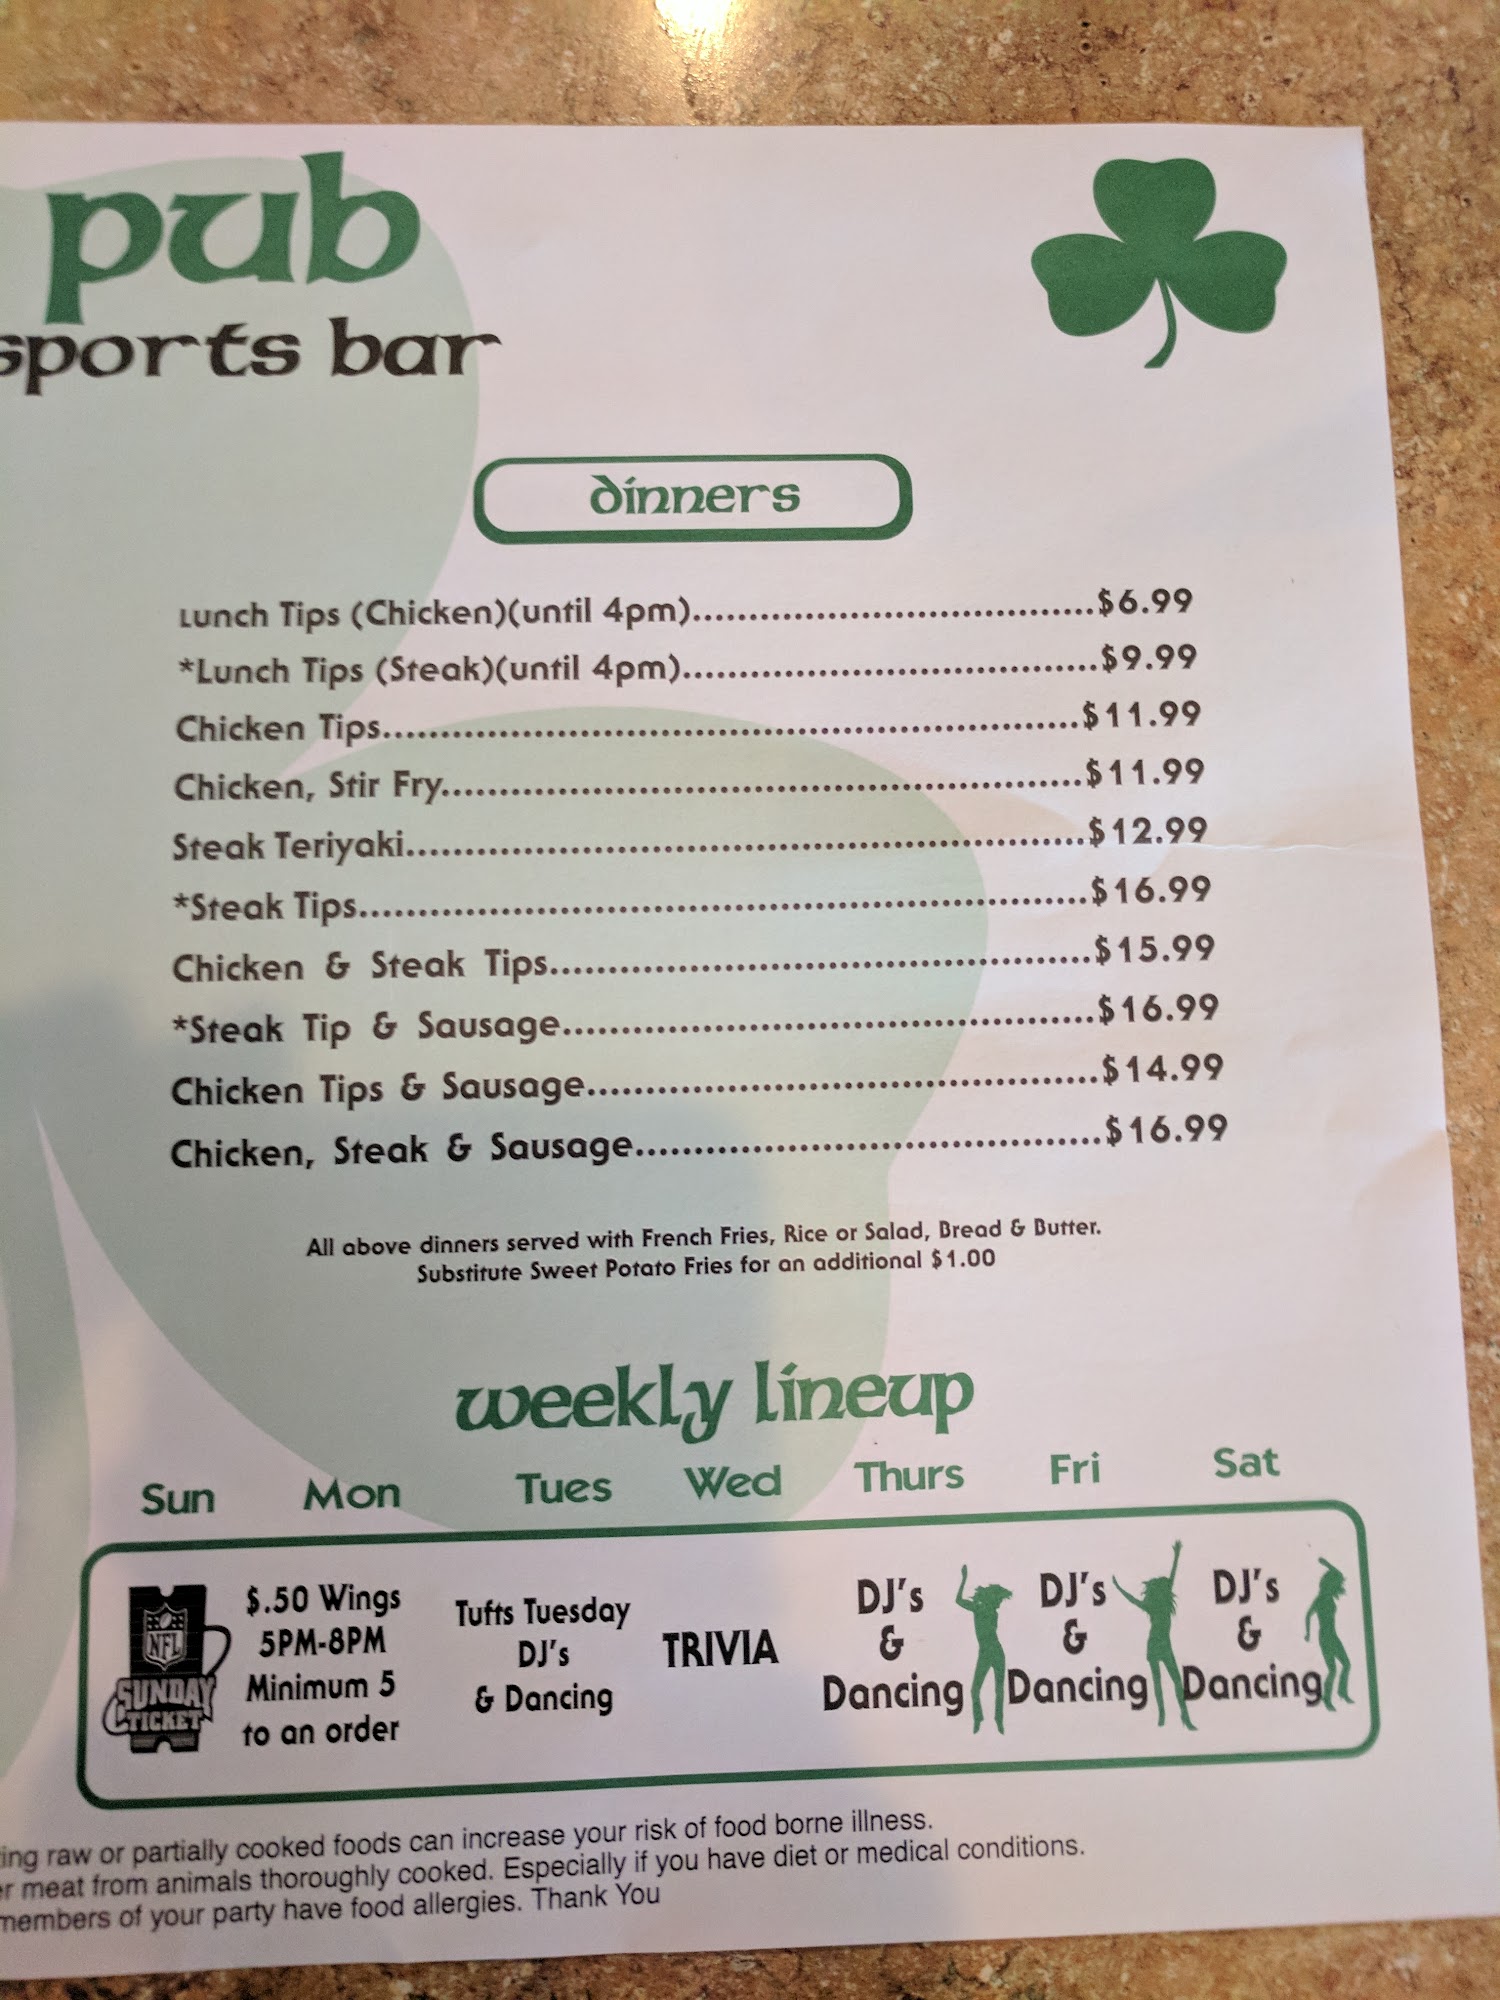 pub
sports bar
dinners
Lunch Tips (Chicken)(until 4pm)....................................$6.99
*Lunch Tips (Steak)(until 4pm).....................................$9.99
Chicken Tips.............................................................$11.99
Chicken, Stir Fry........................................................$11.99
Steak Teriyaki...........................................................$12.99
*Steak Tips................................................................$16.99
Chicken & Steak Tips................................................$15.99
*Steak Tip & Sausage...............................................$16.99
Chicken Tips & Sausage.............................................$14.99
Chicken, Steak & Sausage.........................................$16.99
All above dinners served with French Fries, Rice or Salad, Bread & Butter.
Substitute Sweet Potato Fries for an additional $1.00
weekly lineup
Sun Mon Tues Wed Thurs Fri Sat
NFL
SUNDAY
TICKET
$.50 Wings
5PM-8PM
Minimum 5
to an order
Tufts Tuesday
DJ's
& Dancing
TRIVIA
DJ's
&
Dancing
DJ's
&
Dancing
DJ's
&
Dancing
raw or partially cooked foods can increase your risk of food borne illness.
meat from animals thoroughly cooked. Especially if you have diet or medical conditions.
members of your party have food allergies. Thank You